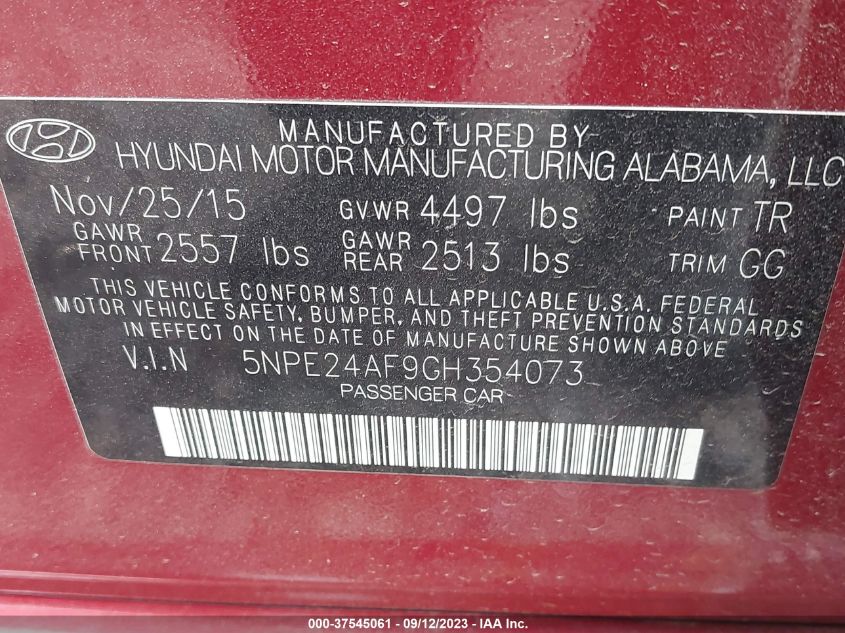 MANUFACTURED BY
HYUNDAI MOTOR MANUFACTURING ALABAMA, LLC
Nov/25/15 GVWR 4497 lbs PAINT TR
GAWR FRONT 2557 lbs GAWR REAR 2513 lbs TRIM GG
THIS VEHICLE CONFORMS TO ALL APPLICABLE U.S.A. FEDERAL
MOTOR VEHICLE SAFETY, BUMPER, AND THEFT PREVENTION STANDARDS
IN EFFECT ON THE DATE OF MANUFACTURE SHOWN ABOVE
V.I.N 5NPE24AF9GH354073
PASSENGER CAR
000-37545061 - 09/12/2023 - IAA Inc.